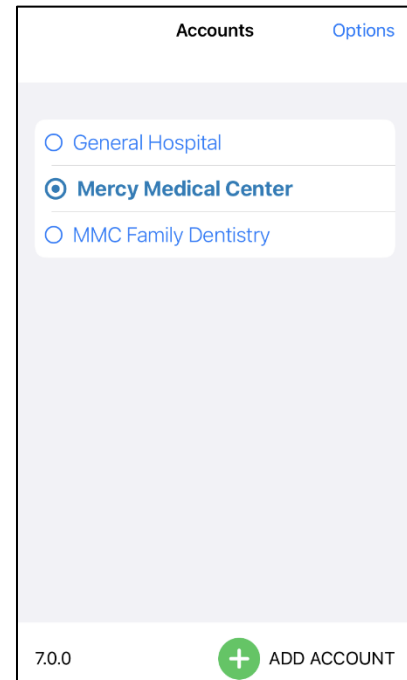 Accounts Options
General Hospital
Mercy Medical Center
MMC Family Dentistry
7.0.0 ADD ACCOUNT